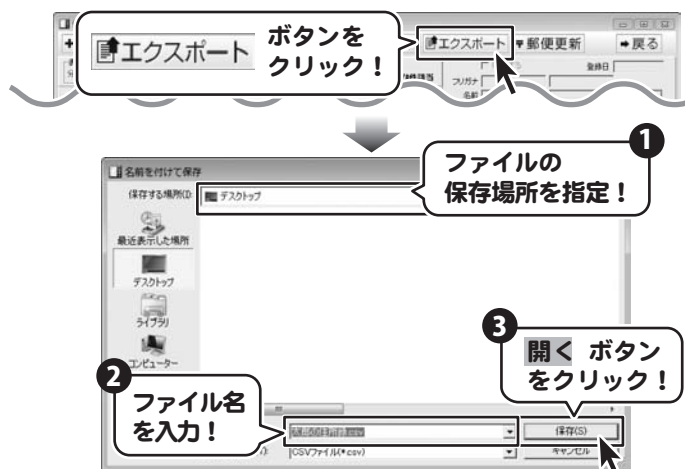 エクスポート
ボタンを
クリック！
エクスポート
〒郵便更新
➡戻る
フリガナ
登録日
名前
❶
ファイルの
保存場所を指定！
名前を付けて保存
保存する場所(I):
デスクトップ
最近表示した場所
デスクトップ
ライブラリ
コンピューター
❸
開く ボタン
をクリック！
❷
ファイル名
を入力！
保存(S)
CSVファイル(*.csv)
キャンセル